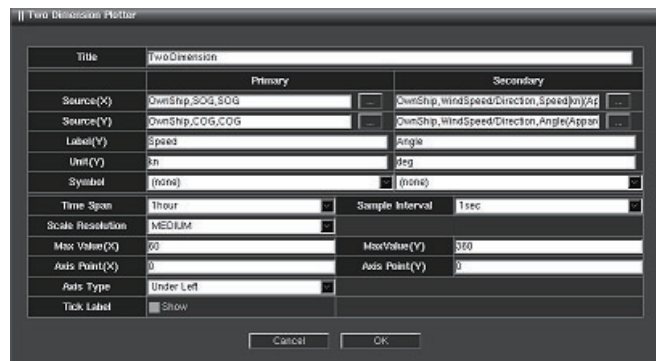 || Two Dimension Plotter
Title TwoDimension
Primary Secondary
Source(X) OwnShip,SOG,SOG ... OwnShip,WindSpeed/Direction,Speed[kn](Ap ...
Source(Y) OwnShip,COG,COG ... OwnShip,WindSpeed/Direction,Angle(Appare ...
Label(Y) Speed Angle
Unit(Y) kn deg
Symbol (none) (none)
Time Span 1hour Sample Interval 1sec
Scale Resolution MEDIUM
Max Value(X) 60 MaxValue(Y) 360
Axis Point(X) 0 Axis Point(Y) 0
Axis Type Under Left
Tick Label Show
Cancel OK